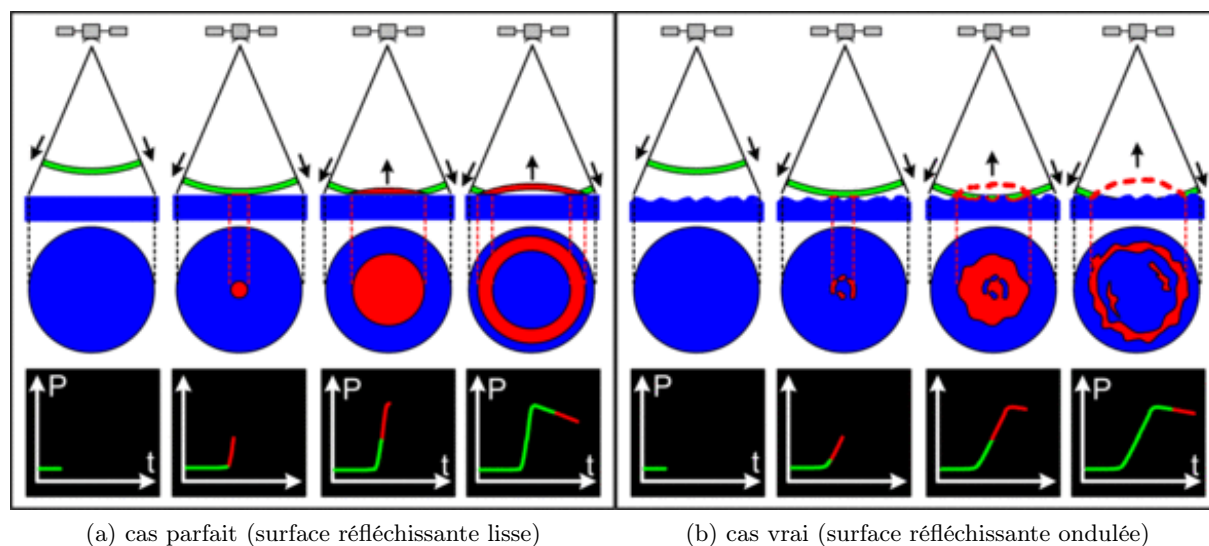 P
P
P
P
t
t
t
(a) cas parfait (surface réfléchissante lisse)
(b) cas vrai (surface réfléchissante ondulée)